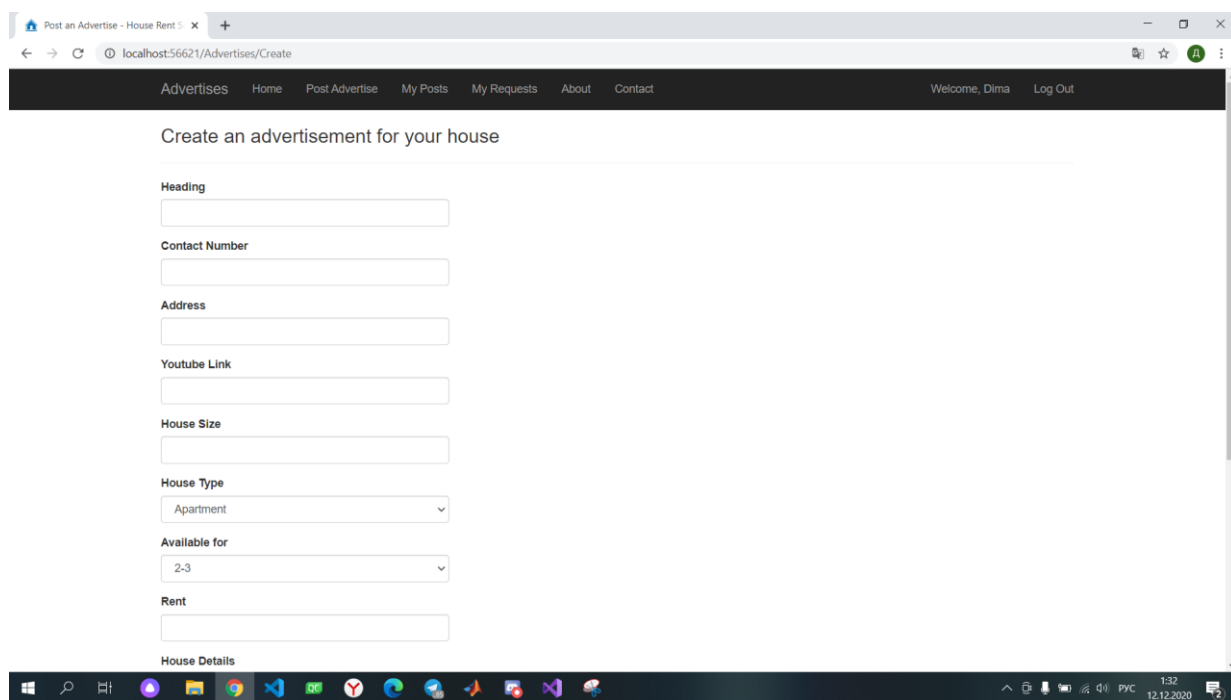 Post an Advertise - House Rent S
localhost:56621/Advertises/Create
Д
Advertises Home Post Advertise My Posts My Requests About Contact Welcome, Dima Log Out
Create an advertisement for your house
Heading
Contact Number
Address
Youtube Link
House Size
House Type
Apartment
Available for
2-3
Rent
House Details
QC
РУС
1:32
12.12.2020